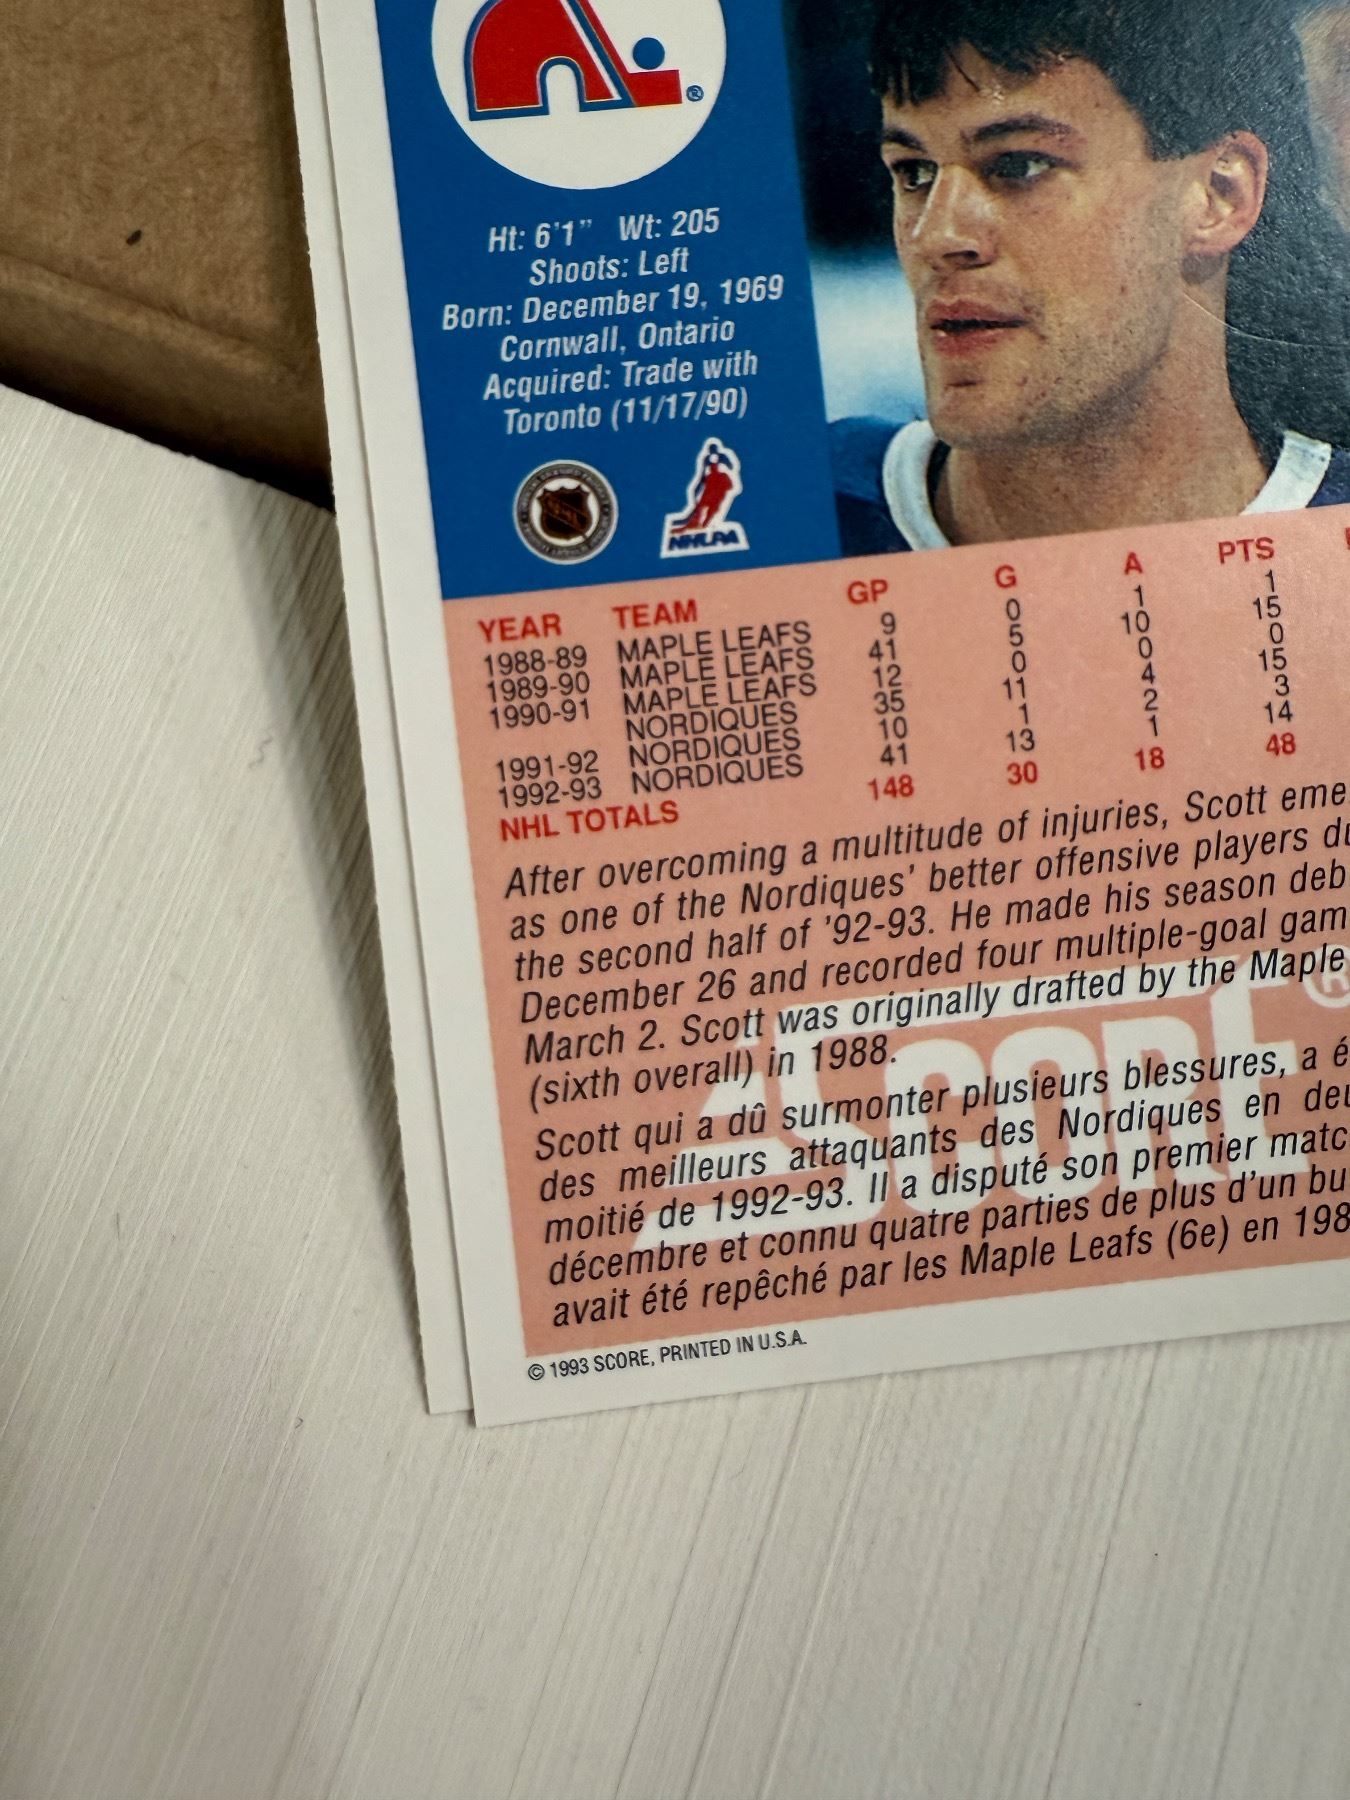 Ht: 6'1" Wt: 205
Shoots: Left
Born: December 19, 1969
Cornwall, Ontario
Acquired: Trade with
Toronto (11/17/90)
NHLPA
YEAR TEAM GP G A PTS
1988-89 MAPLE LEAFS 9 0 1 1
1989-90 MAPLE LEAFS 41 5 10 15
1990-91 MAPLE LEAFS 12 0 0 0
NORDIQUES 35 11 4 15
1991-92 NORDIQUES 10 1 2 3
1992-93 NORDIQUES 41 13 1 14
NHL TOTALS 148 30 18 48
After overcoming a multitude of injuries, Scott eme
as one of the Nordiques' better offensive players du
the second half of '92-93. He made his season deb
December 26 and recorded four multiple-goal gam
March 2. Scott was originally drafted by the Maple
(sixth overall) in 1988.
SCORE®
Scott qui a dû surmonter plusieurs blessures, a é
des meilleurs attaquants des Nordiques en deu
moitié de 1992-93. Il a disputé son premier matc
décembre et connu quatre parties de plus d'un bu
avait été repêché par les Maple Leafs (6e) en 198
© 1993 SCORE, PRINTED IN U.S.A.